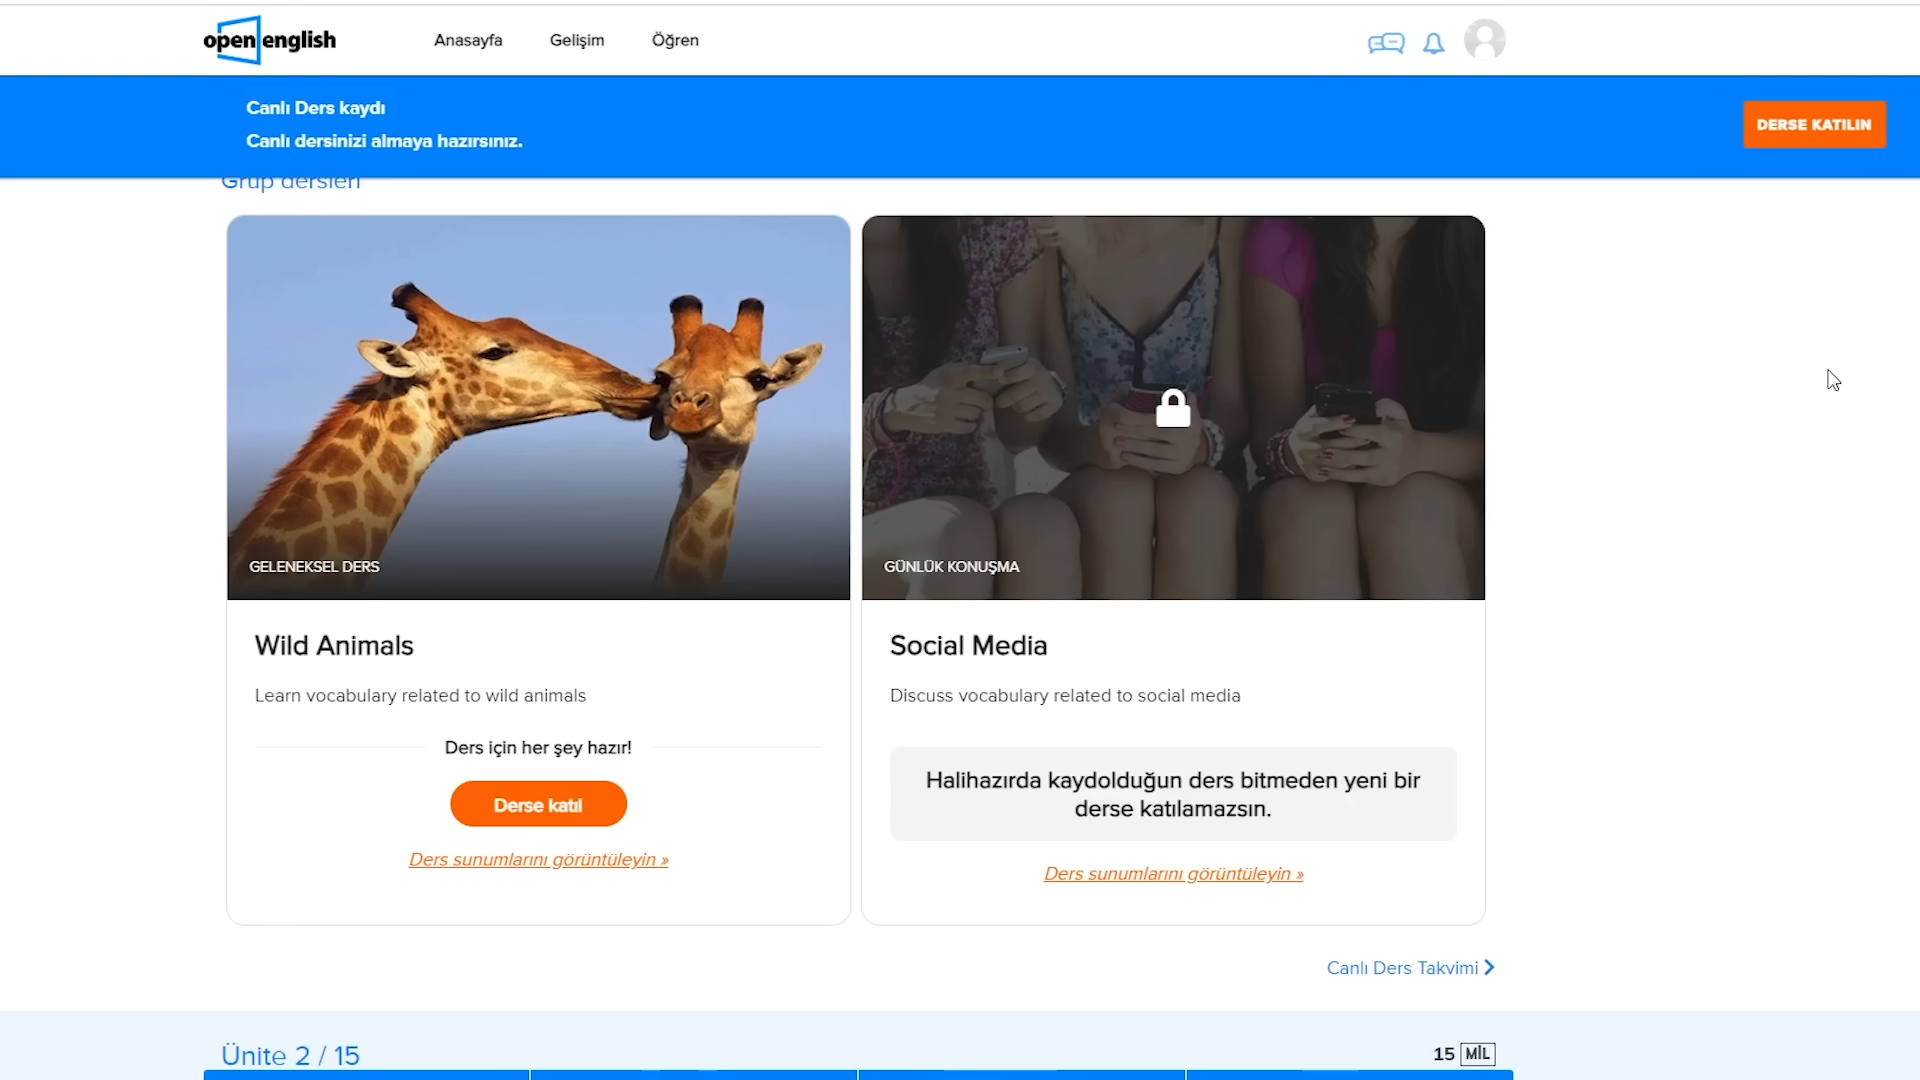 open english
Anasayfa
Gelişim
Öğren
Canlı Ders kaydı
Canlı dersinizi almaya hazırsınız.
DERSE KATILIN
Grup dersleri
GELENEKSEL DERS
GÜNLÜK KONUŞMA
Wild Animals
Learn vocabulary related to wild animals
Ders için her şey hazır!
Derse katıl
Ders sunumlarını görüntüleyin »
Social Media
Discuss vocabulary related to social media
Halihazırda kaydolduğun ders bitmeden yeni bir
derse katılamazsın.
Ders sunumlarını görüntüleyin »
Canlı Ders Takvimi
Ünite 2 / 15
15 MİL